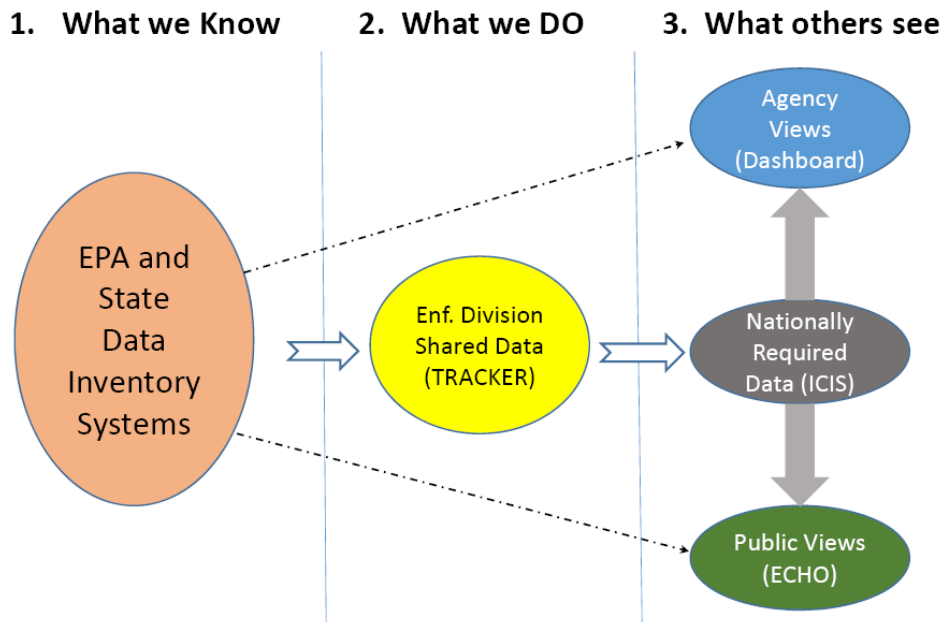 1. What we Know
2. What we DO
3. What others see
EPA and
State
Data
Inventory
Systems
Enf. Division
Shared Data
(TRACKER)
Agency
Views
(Dashboard)
Nationally
Required
Data (ICIS)
Public Views
(ECHO)